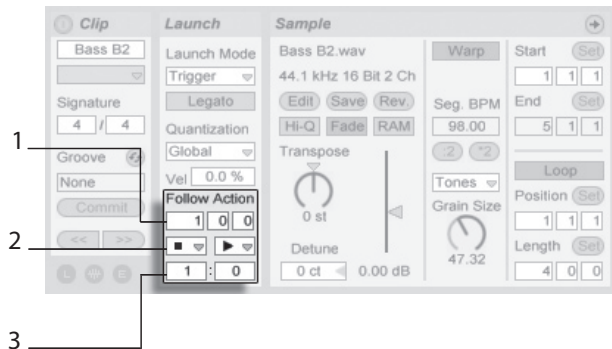 Clip
Bass B2
Signature
4 / 4
Groove
None
Commit
<< >>
L E
Launch
Launch Mode
Trigger
Legato
Quantization
Global
Vel 0.0 %
Follow Action
1 0 0
1 : 0
Sample
Bass B2.wav
44.1 kHz 16 Bit 2 Ch
Edit Save Rev.
Hi-Q Fade RAM
Transpose
0 st
Detune
0 ct 0.00 dB
Warp
Seg. BPM
98.00
:2 *2
Tones
Grain Size
47.32
Start Set
1 1 1
End Set
5 1 1
Loop
Position Set
1 1 1
Length Set
4 0 0
1
2
3